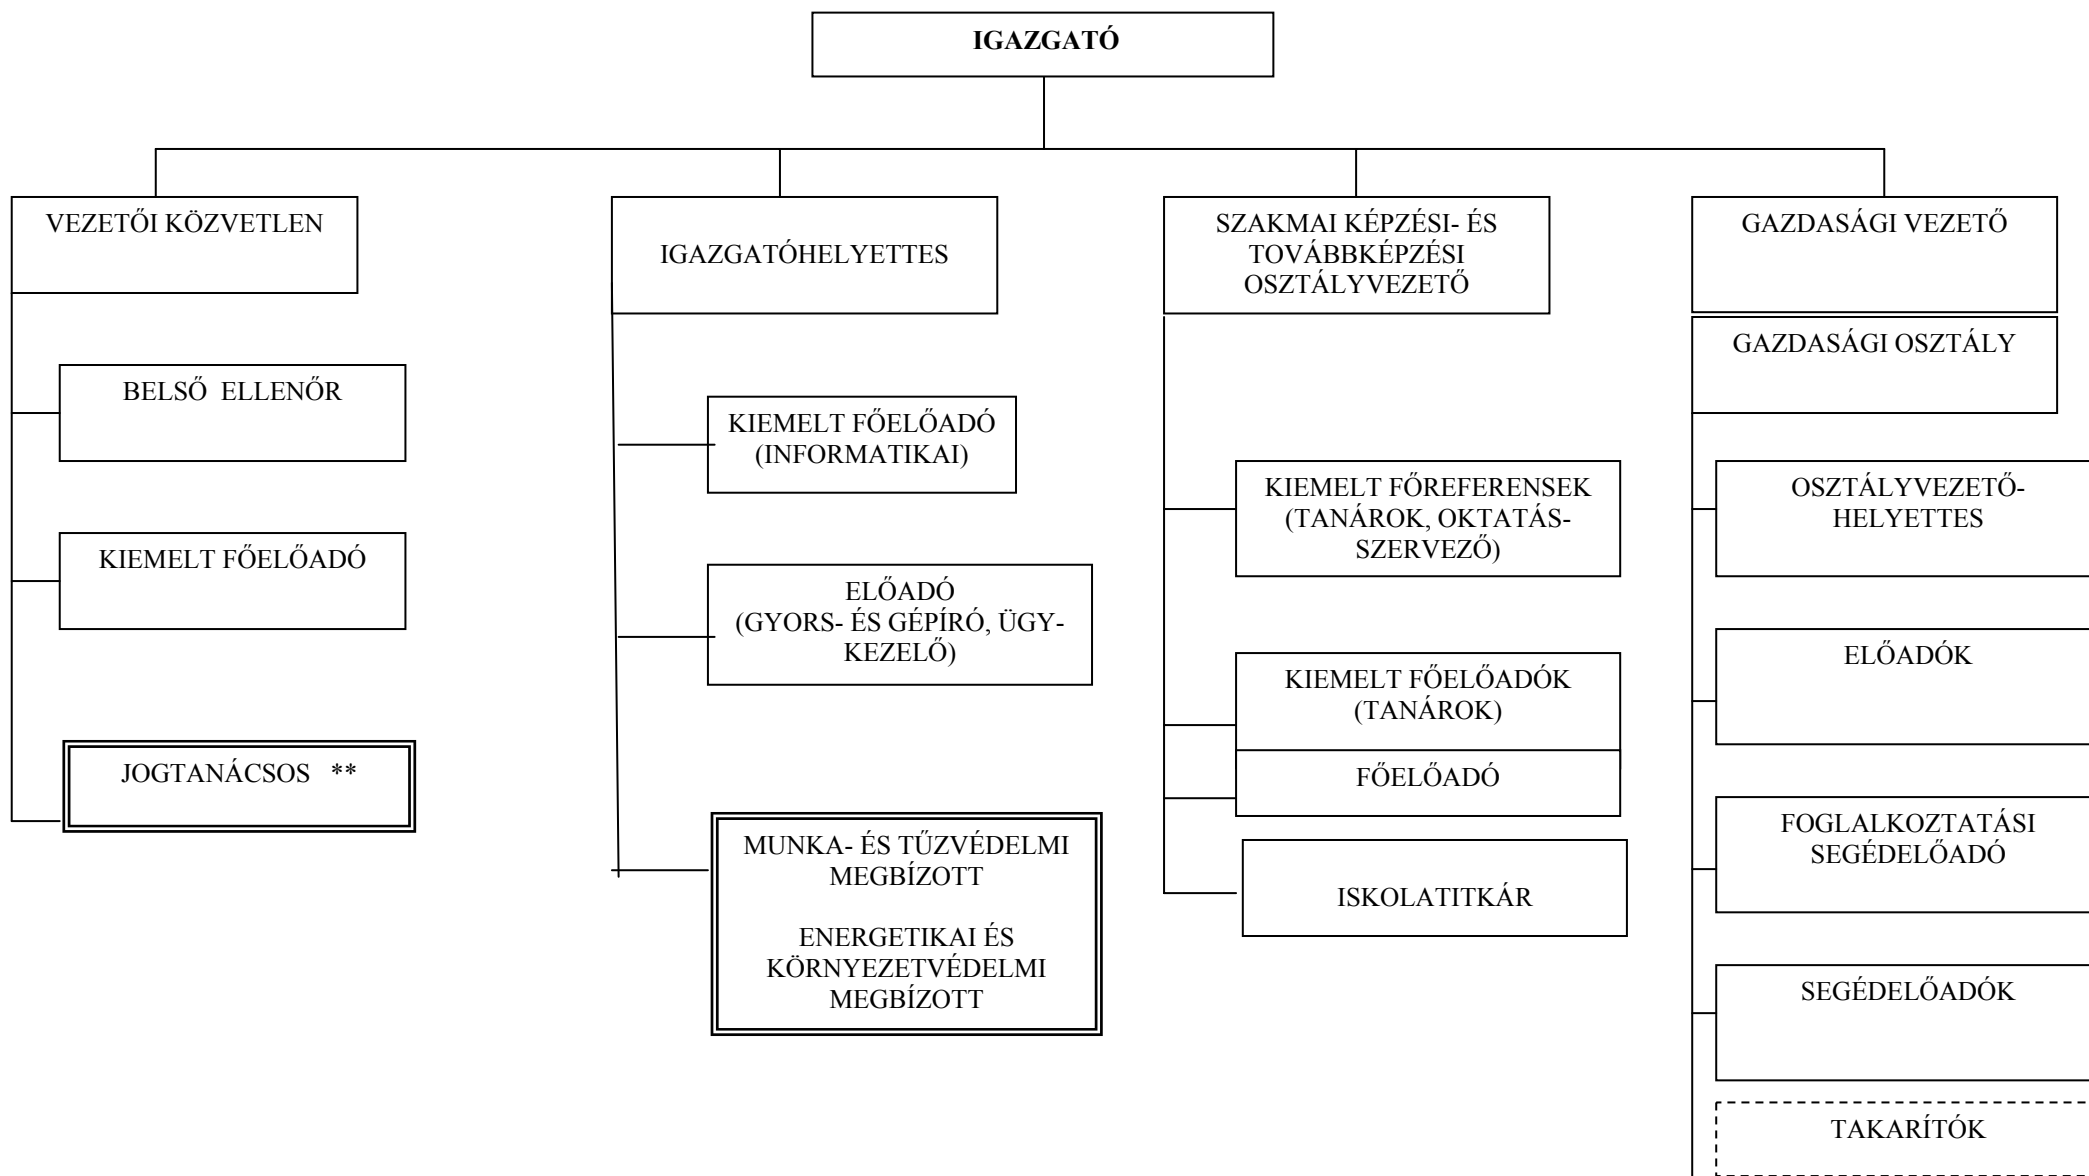 IGAZGATÓ
VEZETŐI KÖZVETLEN
BELSŐ ELLENŐR
KIEMELT FŐELŐADÓ
JOGTANÁCSOS **
IGAZGATÓHELYETTES
KIEMELT FŐELŐADÓ
(INFORMATIKAI)
ELŐADÓ
(GYORS- ÉS GÉPÍRÓ, ÜGY-
KEZELŐ)
MUNKA- ÉS TŰZVÉDELMI
MEGBÍZOTT
ENERGETIKAI ÉS
KÖRNYEZETVÉDELMI
MEGBÍZOTT
SZAKMAI KÉPZÉSI- ÉS
TOVÁBBKÉPZÉSI
OSZTÁLYVEZETŐ
KIEMELT FŐREFERENSEK
(TANÁROK, OKTATÁS-
SZERVEZŐ)
KIEMELT FŐELŐADÓK
(TANÁROK)
FŐELŐADÓ
ISKOLATITKÁR
GAZDASÁGI VEZETŐ
GAZDASÁGI OSZTÁLY
OSZTÁLYVEZETŐ-
HELYETTES
ELŐADÓK
FOGLALKOZTATÁSI
SEGÉDELŐADÓ
SEGÉDELŐADÓK
TAKARÍTÓK